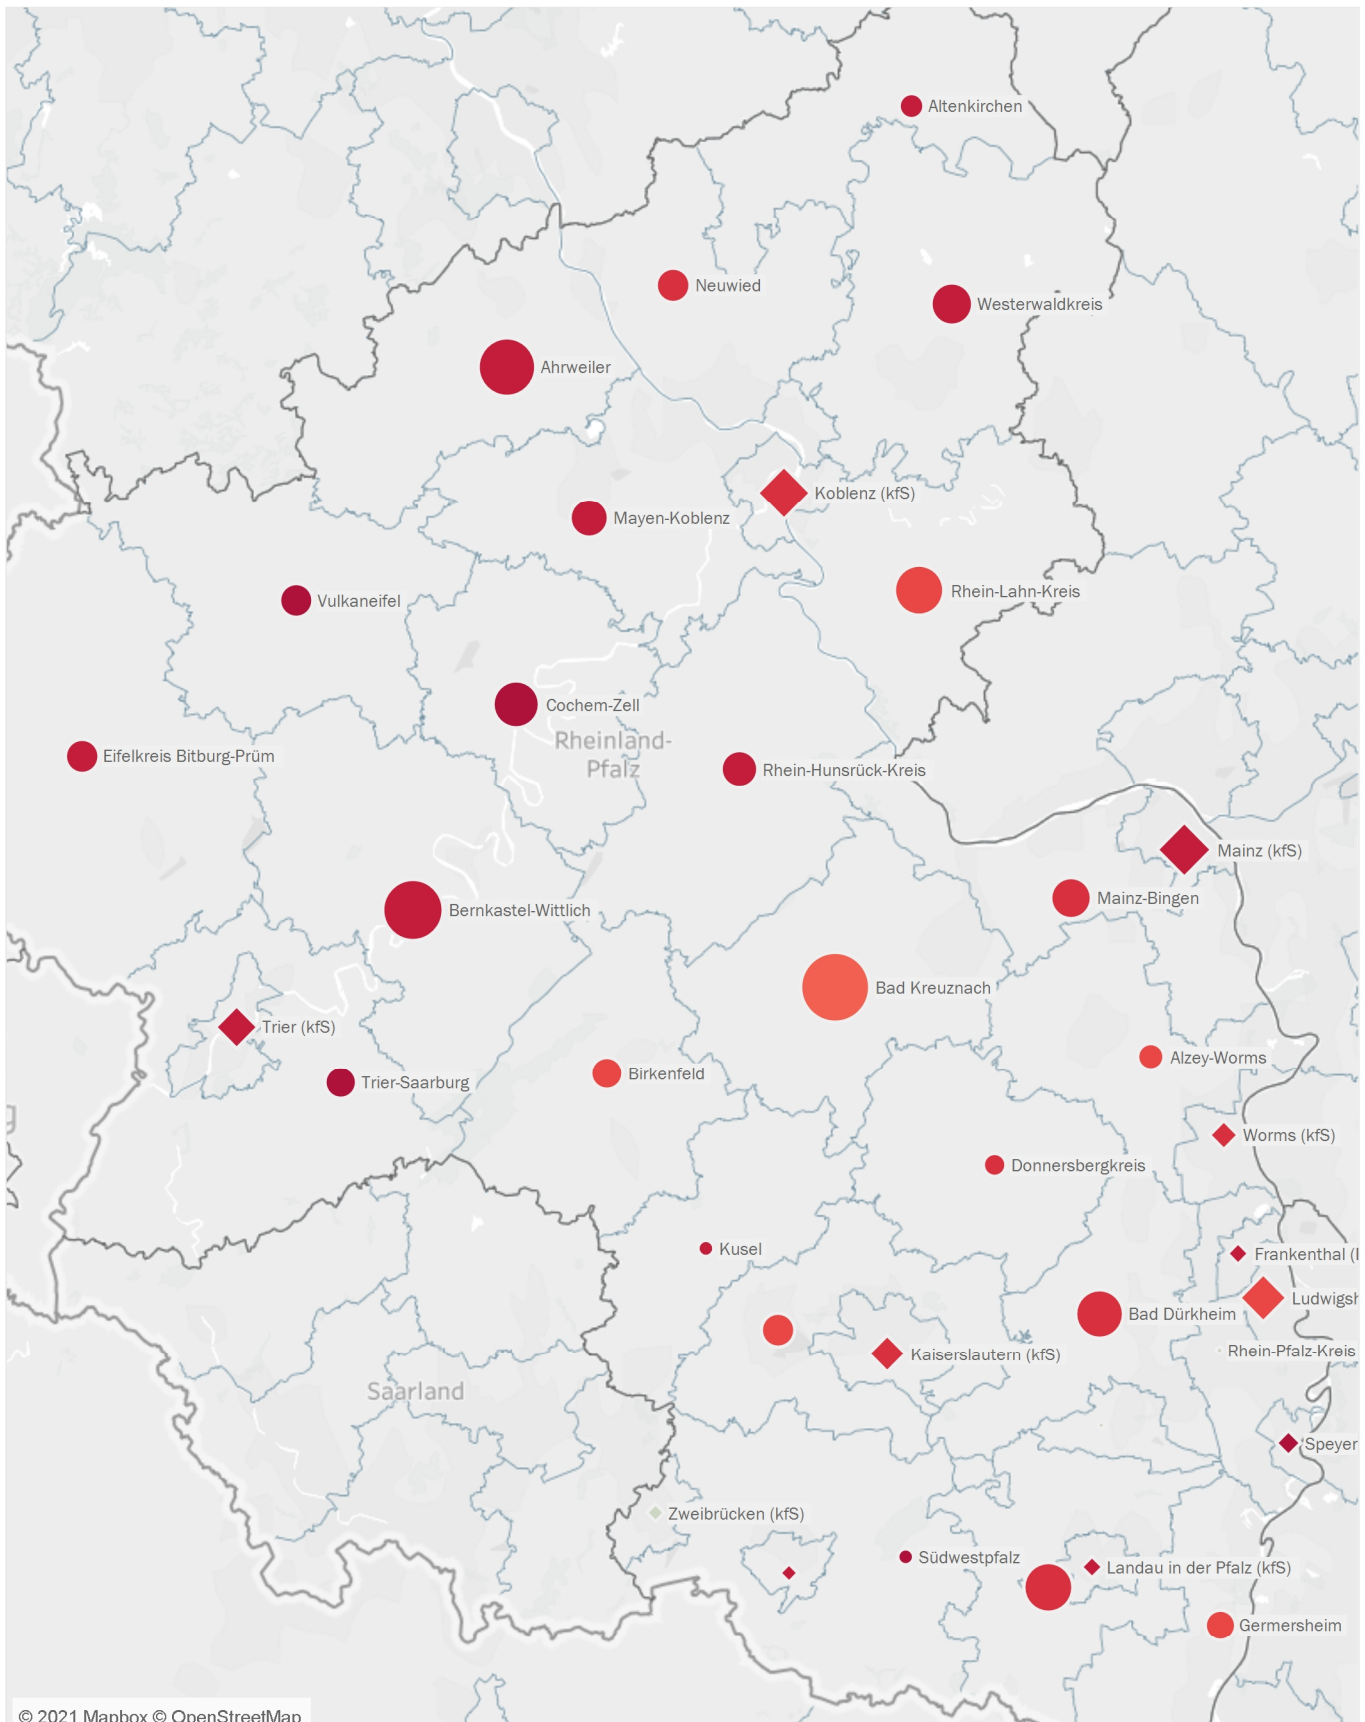 Altenkirchen
Neuwied
Westerwaldkreis
Ahrweiler
Koblenz (kfS)
Mayen-Koblenz
Rhein-Lahn-Kreis
Vulkaneifel
Cochem-Zell
Rheinland-
Pfalz
Eifelkreis Bitburg-Prüm
Rhein-Hunsrück-Kreis
Mainz (kfS)
Mainz-Bingen
Bernkastel-Wittlich
Bad Kreuznach
Trier (kfS)
Alzey-Worms
Birkenfeld
Trier-Saarburg
g
Worms (kfS)
Donnersbergkreis
Kusel
Frankenthal (
Ludwigsh
Bad Dürkheim
Rhein-Pfalz-Kreis
Kaiserslautern (kfS)
Saarland
Speyer
Zweibrücken (kfS)
Südwestpfalz
Landau in der Pfalz (kfS)
Germersheim
© 2021 Mapbox © OpenStreetMap